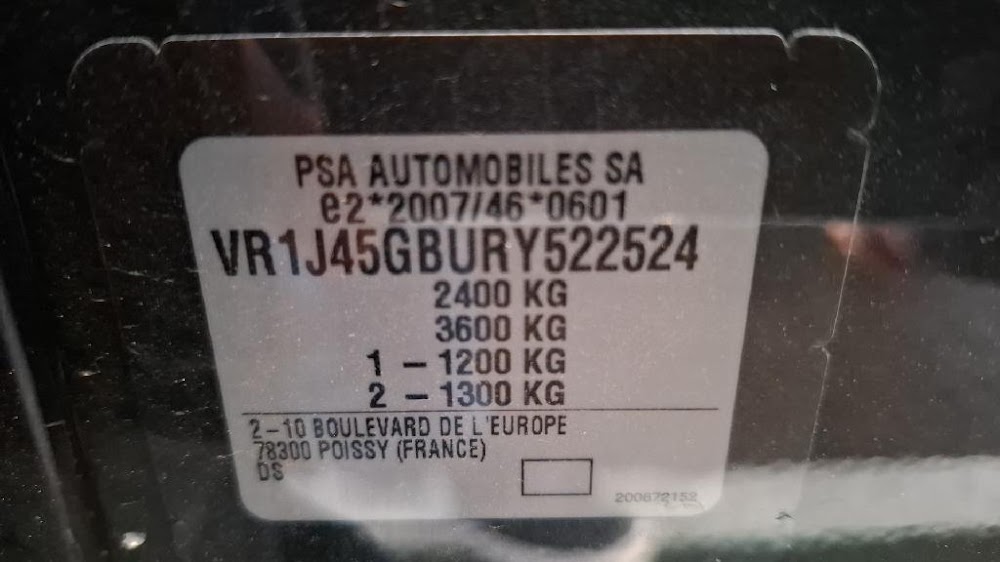 PSA AUTOMOBILES SA
e2*2007/46*0601
VR1J45GBURY522524
2400 KG
3600 KG
1 - 1200 KG
2 - 1300 KG
2-10 BOULEVARD DE L'EUROPE
78300 POISSY (FRANCE)
DS
200672152